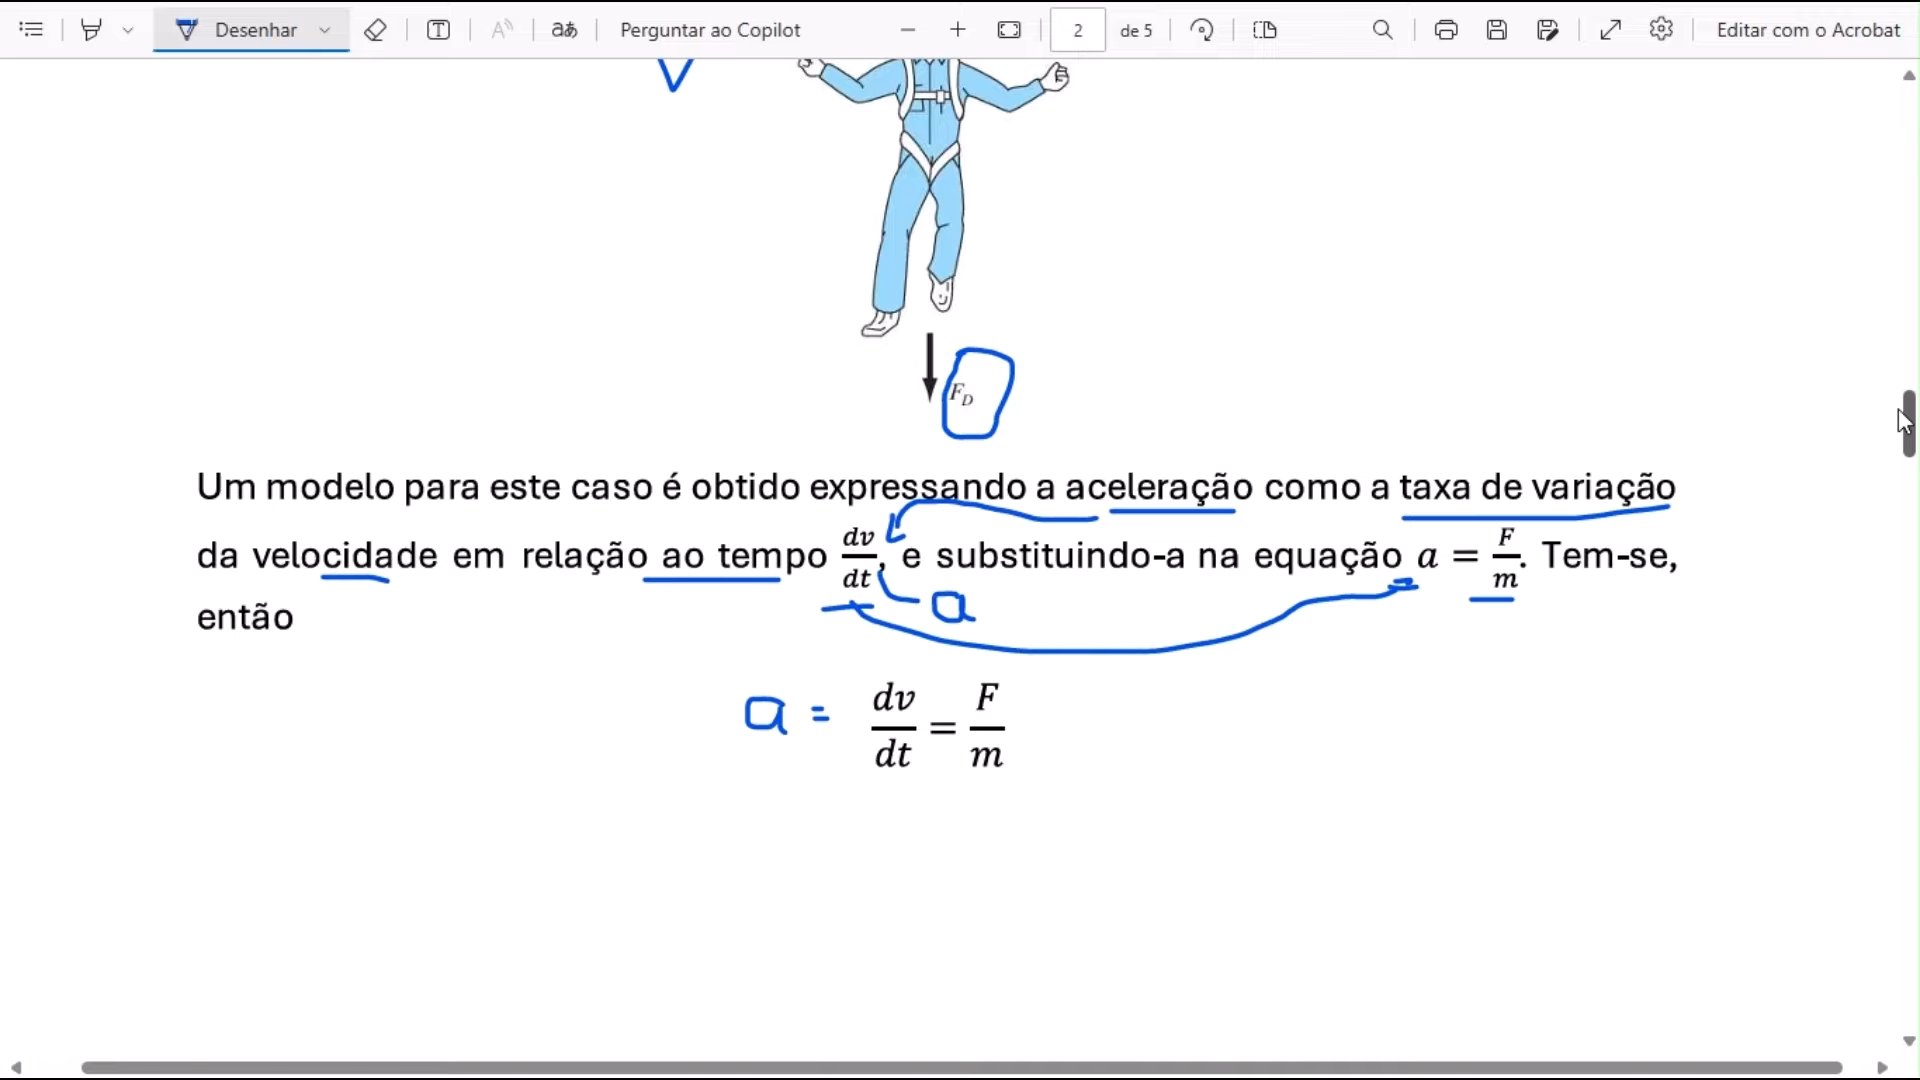 Desenhar
aあ
Perguntar ao Copilot
2
de 5
Editar com o Acrobat
V
F_D
Um modelo para este caso é obtido expressando a aceleração como a taxa de variação
da velocidade em relação ao tempo dv/dt, e substituindo-a na equação a = F/m. Tem-se,
então
a
a = dv/dt = F/m